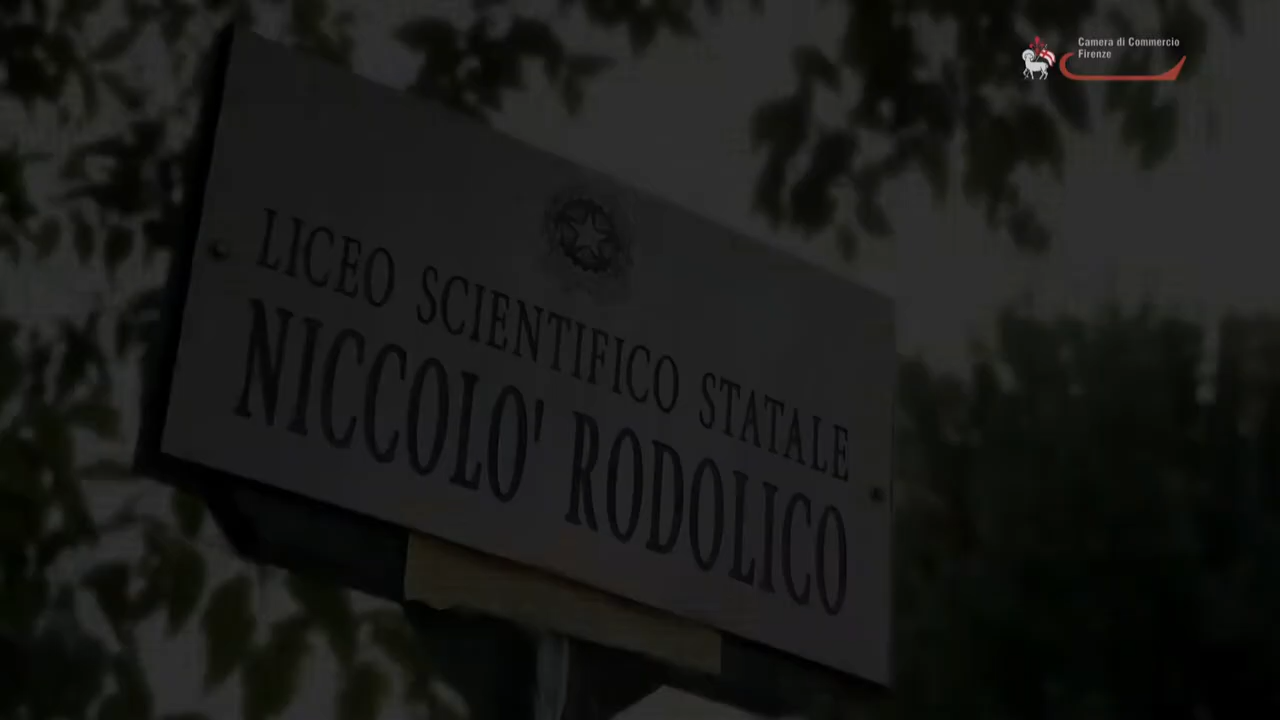 Camera di Commercio
Firenze
LICEO SCIENTIFICO STATALE
NICCOLO' RODOLICO